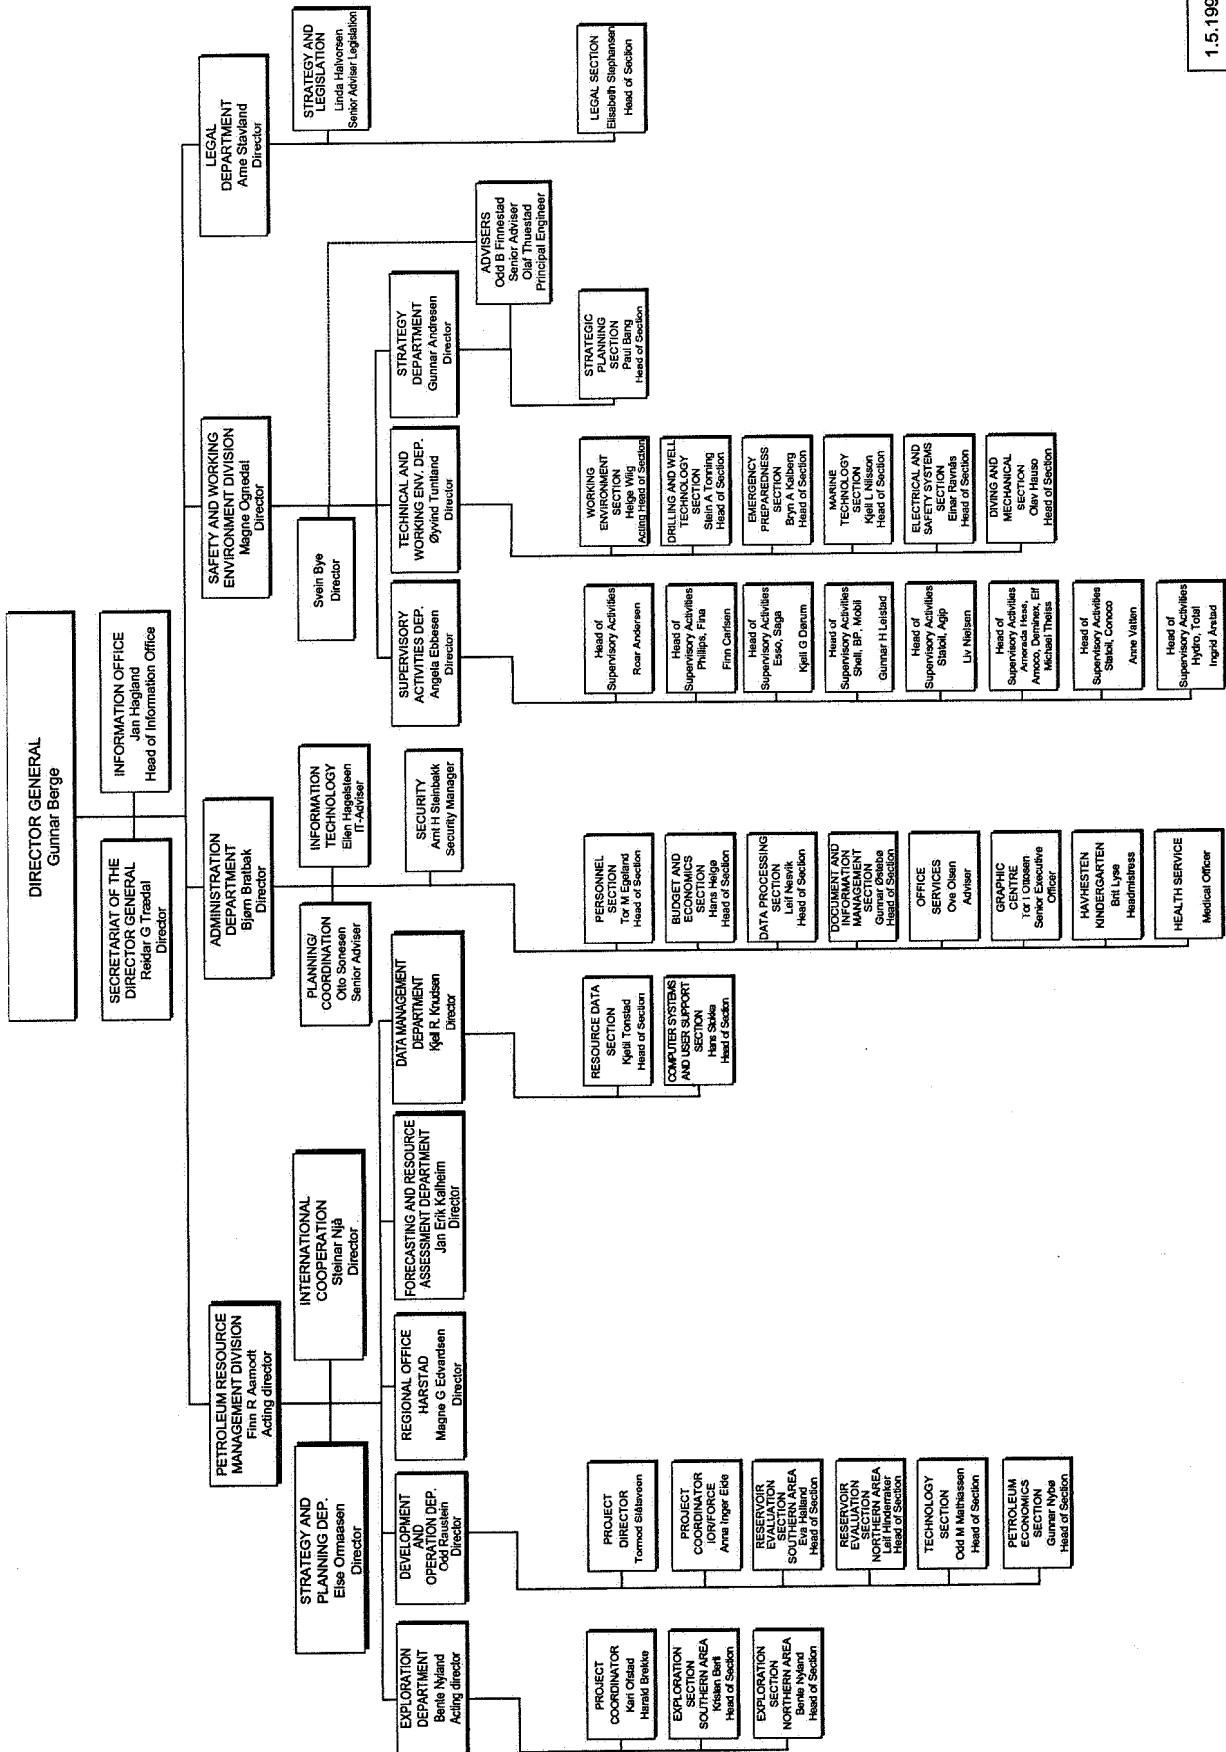 DIRECTOR GENERAL
Gunnar Berge
SECRETARIAT OF THE
DIRECTOR GENERAL
Reidar G Trædal
Director
INFORMATION OFFICE
Jan Hagland
Head of Information Office
PETROLEUM RESOURCE
MANAGEMENT DIVISION
Finn R Aamodt
Acting director
ADMINISTRATION
DEPARTMENT
Bjørn Bratbak
Director
SAFETY AND WORKING
ENVIRONMENT DIVISION
Magne Ognedal
Director
LEGAL
DEPARTMENT
Arne Stavland
Director
STRATEGY AND
PLANNING DEP.
Else Ormaasen
Director
INTERNATIONAL
COOPERATION
Steinar Njå
Director
PLANNING/
COORDINATION
Otto Sonesen
Senior Adviser
INFORMATION
TECHNOLOGY
Ellen Hagelsteen
IT-Adviser
Svein Bye
Director
STRATEGY AND
LEGISLATION
Linda Halvorsen
Senior Adviser Legislation
EXPLORATION
DEPARTMENT
Bente Nyland
Acting director
DEVELOPMENT
AND
OPERATION DEP.
Odd Raustein
Director
REGIONAL OFFICE
HARSTAD
Magne G Edvardsen
Director
FORECASTING AND RESOURCE
ASSESSMENT DEPARTMENT
Jan Erik Kalheim
Director
DATA MANAGEMENT
DEPARTMENT
Kjell R. Knudsen
Director
SECURITY
Arnt H Steinbakk
Security Manager
SUPERVISORY
ACTIVITIES DEP.
Angela Ebbesen
Director
TECHNICAL AND
WORKING ENV. DEP.
Øyvind Tuntland
Director
STRATEGY
DEPARTMENT
Gunnar Andresen
Director
ADVISERS
Odd B Finnestad
Senior Adviser
Olaf Thuestad
Principal Engineer
PROJECT
COORDINATOR
Kari Ofstad
Harald Brekke
EXPLORATION
SECTION
SOUTHERN AREA
Kristen Berli
Head of Section
EXPLORATION
SECTION
NORTHERN AREA
Bente Nyland
Head of Section
PROJECT
DIRECTOR
Tormod Slåtsveen
PROJECT
COORDINATOR
IOR/FORCE
Anna Inger Eide
RESERVOIR
EVALUATION
SECTION
SOUTHERN AREA
Eva Halland
Head of Section
RESERVOIR
EVALUATION
SECTION
NORTHERN AREA
Leif Hinderaker
Head of Section
TECHNOLOGY
SECTION
Odd M Mathiassen
Head of Section
PETROLEUM
ECONOMICS
SECTION
Gunnar Nybø
Head of Section
RESOURCE DATA
SECTION
Kjetil Tonstad
Head of Section
COMPUTER SYSTEMS
AND USER SUPPORT
SECTION
Hans
Head of Section
PERSONNEL
SECTION
Tor M Egeland
Head of Section
BUDGET AND
ECONOMICS
SECTION
Hans Helge
Head of Section
DATA PROCESSING
SECTION
Leif Nesvik
Head of Section
DOCUMENT AND
INFORMATION
MANAGEMENT
SECTION
Gunnar Østebø
Head of Section
OFFICE
SERVICES
Ove Olsen
Adviser
GRAPHIC
CENTRE
Tor I Ottosen
Senior Executive
Officer
HAVHESTEN
KINDERGARTEN
Brit Lyse
Headmistress
HEALTH SERVICE
Medical Officer
Head of
Supervisory Activities
Roar Andersen
Head of
Supervisory Activities
Phillips, Fina
Finn Carlsen
Head of
Supervisory Activities
Esso, Saga
Kjell G Dørum
Head of
Supervisory Activities
Shell, BP, Mobil
Gunnar H Leistad
Head of
Supervisory Activities
Statoil, Agip
Liv Nielsen
Head of
Supervisory Activities
Amerada Hess,
Amoco, Deminex, Elf
Michael Theiss
Head of
Supervisory Activities
Statoil, Conoco
Anne Vatten
Head of
Supervisory Activities
Hydro, Total
Ingrid Årstad
WORKING
ENVIRONMENT
SECTION
Helge Wiig
Acting Head of Section
DRILLING AND WELL
TECHNOLOGY
SECTION
Stein A Tonning
Head of Section
EMERGENCY
PREPAREDNESS
SECTION
Bryn A Kalberg
Head of Section
MARINE
TECHNOLOGY
SECTION
Kjell L Nilsson
Head of Section
ELECTRICAL AND
SAFETY SYSTEMS
SECTION
Einar Ravnås
Head of Section
DIVING AND
MECHANICAL
SECTION
Olav Hauso
Head of Section
STRATEGIC
PLANNING
SECTION
Paul Bang
Head of Section
LEGAL SECTION
Elisabeth Stephansen
Head of Section
1.5.199